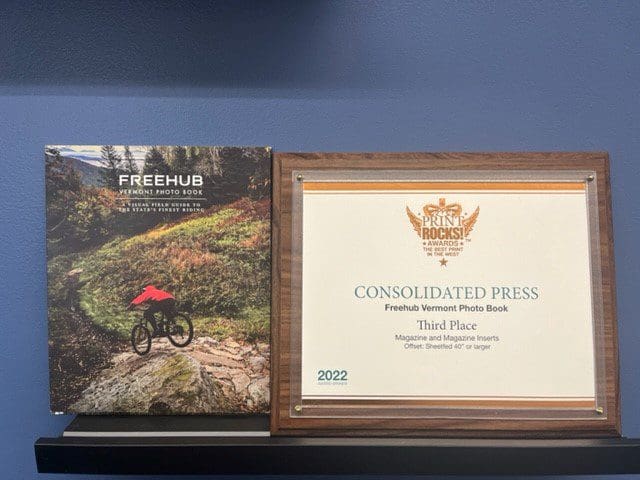 FREEHUB
VERMONT PHOTO BOOK
A VISUAL FIELD GUIDE TO
THE STATE'S FINEST RIDING
PRINT
ROCKS!
AWARDS
THE BEST PRINT
IN THE WEST
CONSOLIDATED PRESS
Freehub Vermont Photo Book
Third Place
Magazine and Magazine Inserts
Offset: Sheetfed 40" or larger
2022